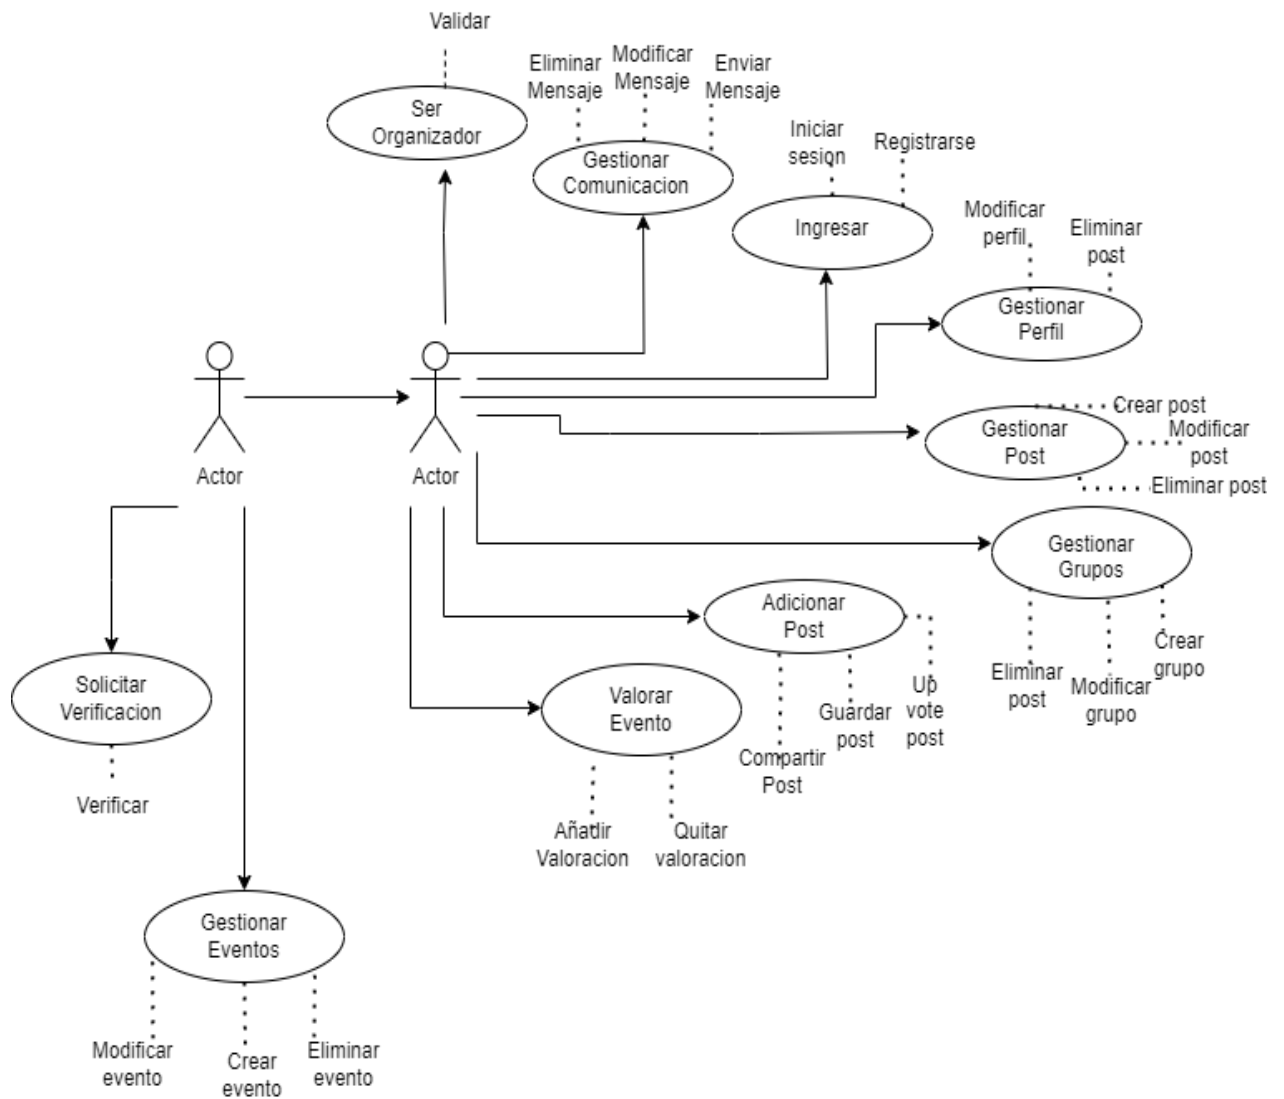 Validar
Ser
Organizador
Eliminar
Mensaje
Modificar
Mensaje
Enviar
Mensaje
Gestionar
Comunicacion
Iniciar
sesion
Registrarse
Ingresar
Modificar
perfil
Eliminar
post
Gestionar
Perfil
Actor
Actor
Gestionar
Post
Crear post
Modificar
post
Eliminar post
Gestionar
Grupos
Eliminar
post
Modificar
grupo
Crear
grupo
Adicionar
Post
Compartir
Post
Guardar
post
Up
vote
post
Valorar
Evento
Añadir
Valoracion
Quitar
valoracion
Solicitar
Verificacion
Verificar
Gestionar
Eventos
Modificar
evento
Crear
evento
Eliminar
evento